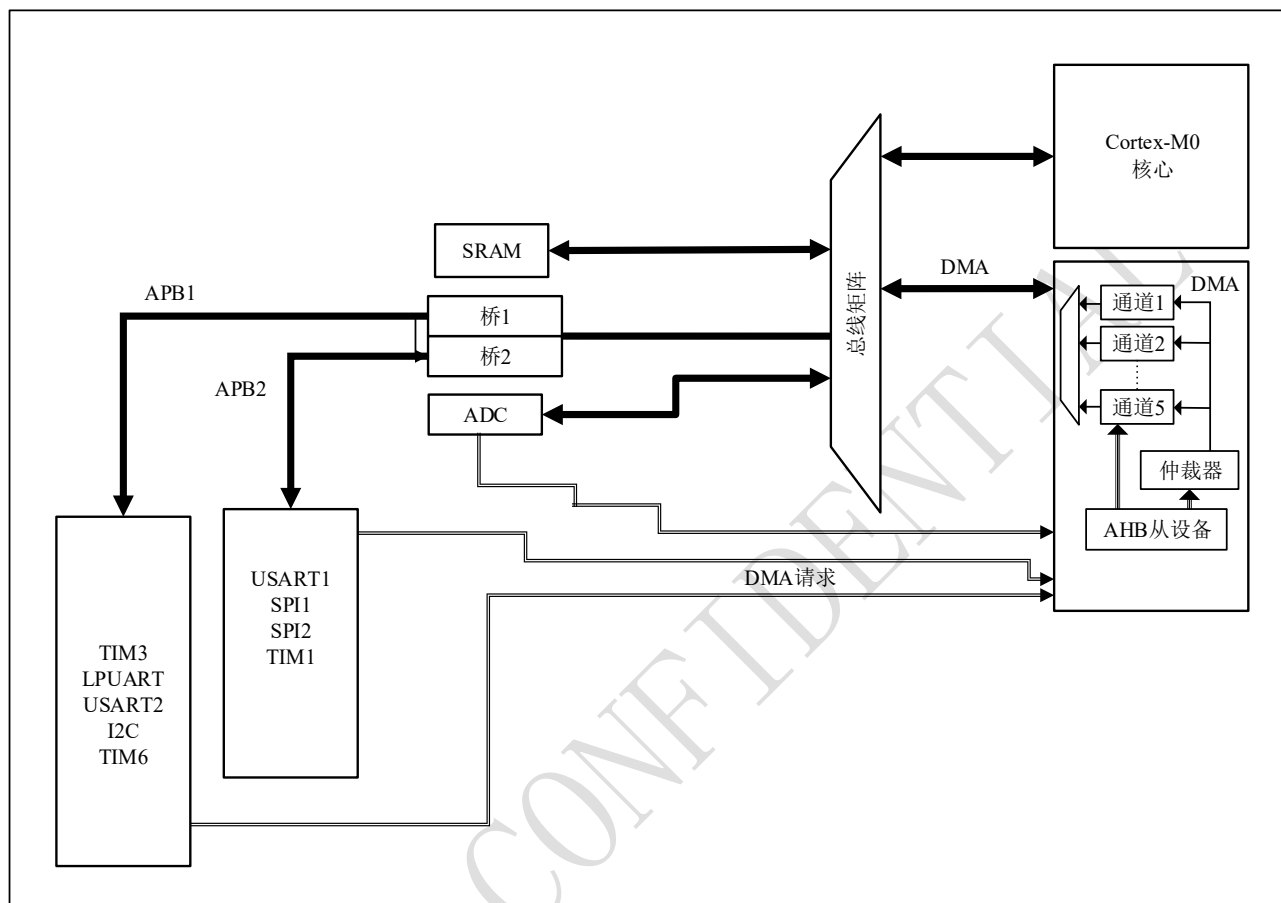 Cortex-M0
核心
SRAM
总线矩阵
DMA
DMA
通道1
APB1
桥1
通道2
桥2
APB2
ADC
通道5
仲裁器
AHB从设备
USART1
SPI1
SPI2
TIM1
DMA请求
TIM3
LPUART
USART2
I2C
TIM6
CONFIDENTIAL